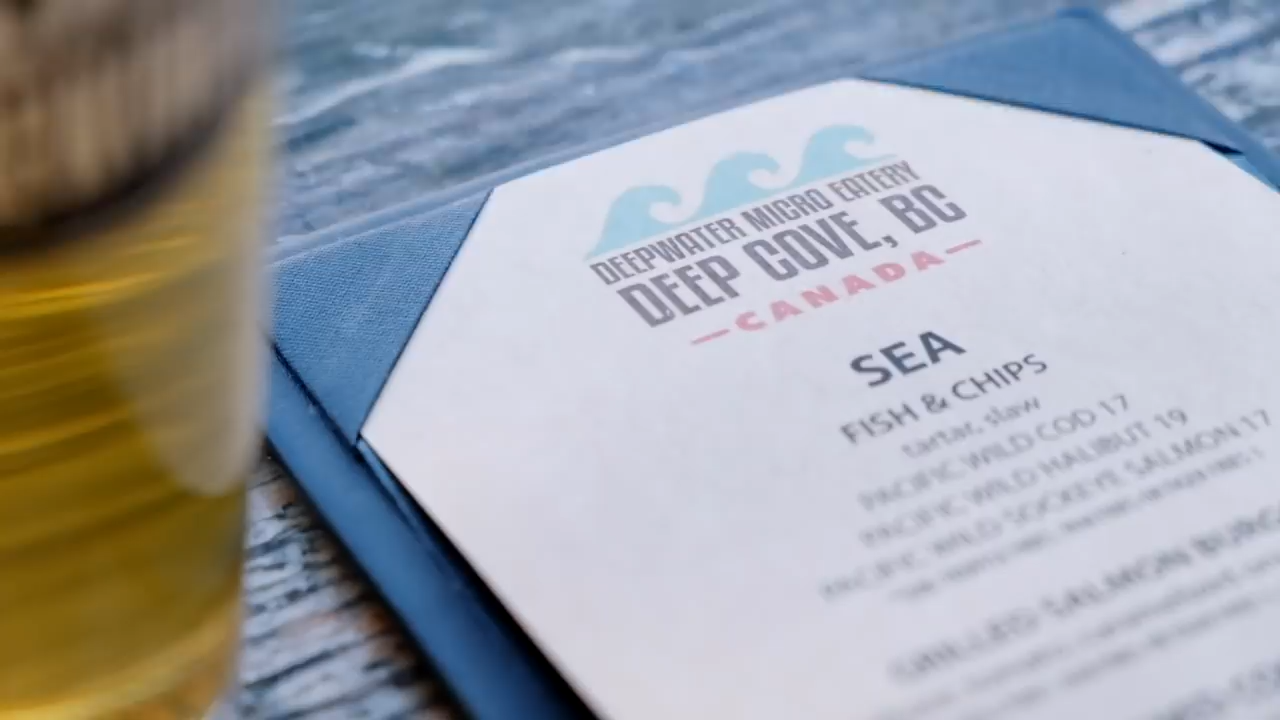 DEEPWATER MICRO EATERY
DEEP COVE, BC
CANADA
SEA
FISH & CHIPS
tartar, slaw
PACIFIC WILD COD 17
PACIFIC WILD HALIBUT 19
PACIFIC WILD SOCKEYE SALMON 17
GRILLED SALMON